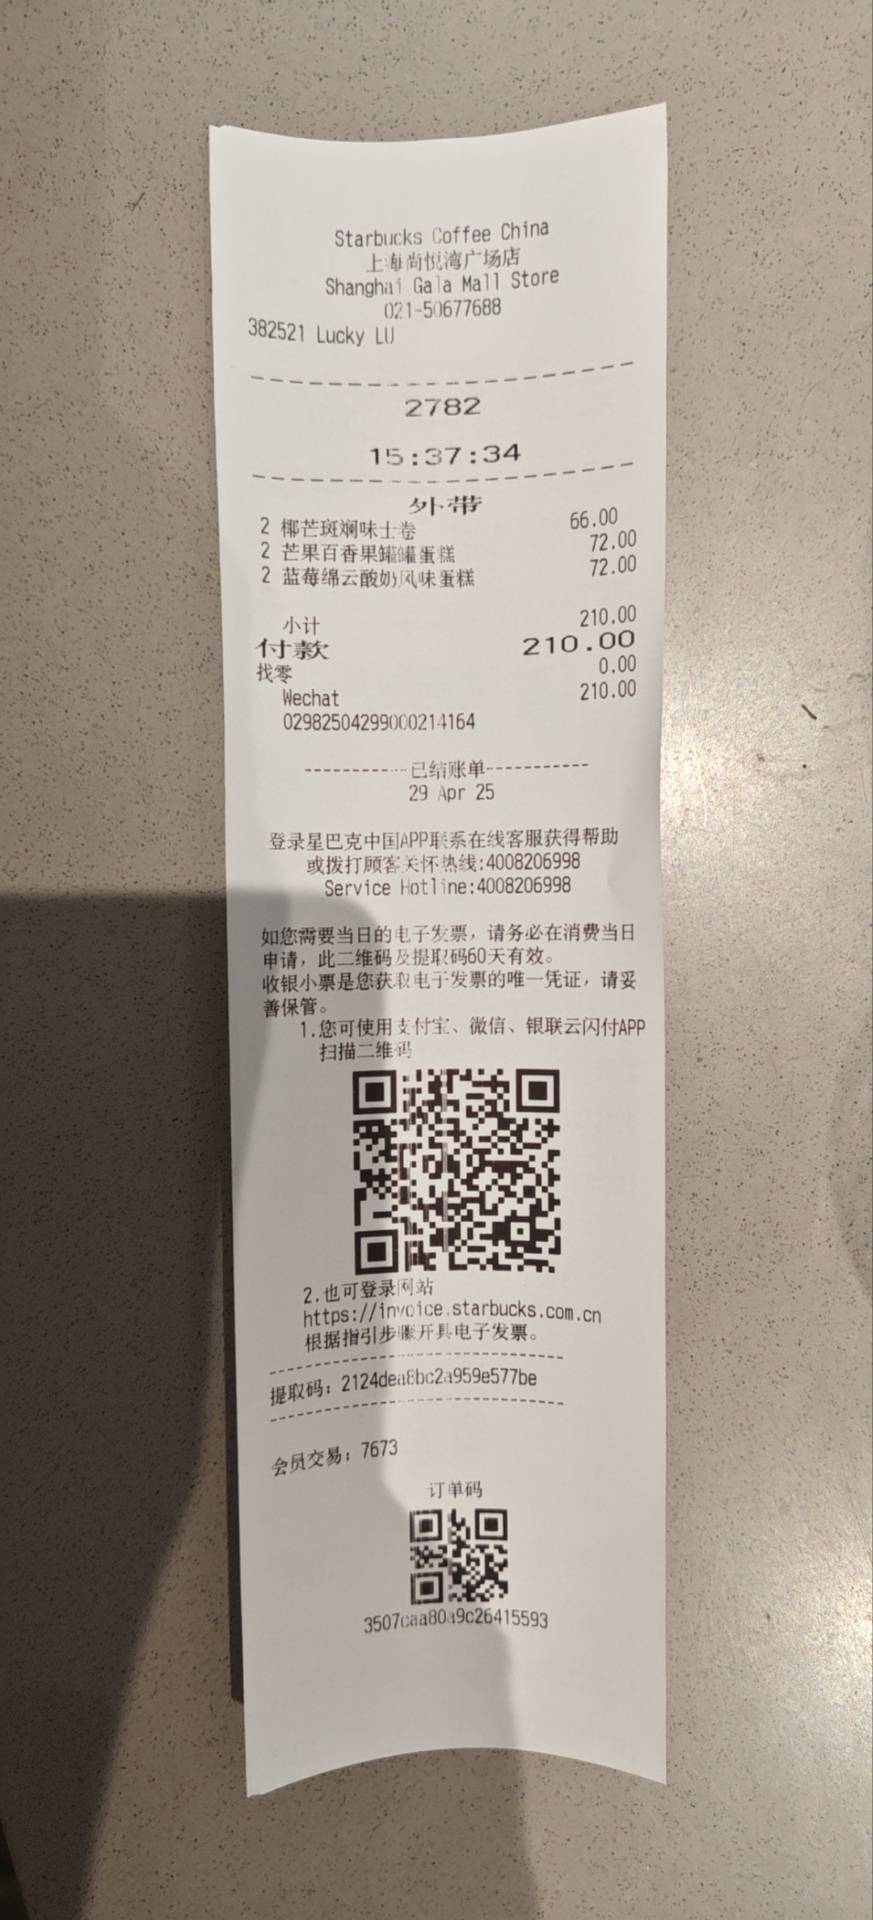 Starbucks Coffee China
上海尚悦湾广场店
Shanghai Gala Mall Store
021-50677688
382521 Lucky LU
2782
15:37:34
外带
2 椰芒斑斓味士卷 66.00
2 芒果百香果罐罐蛋糕 72.00
2 蓝莓绵云酸奶风味蛋糕 72.00
小计 210.00
付款 210.00
找零 0.00
Wechat 210.00
02982504299000214164
-----------已结账单-----------
29 Apr 25
登录星巴克中国APP联系在线客服获得帮助
或拨打顾客关怀热线:4008206998
Service Hotline:4008206998
如您需要当日的电子发票，请务必在消费当日
申请，此二维码及提取码60天有效。
收银小票是您获取电子发票的唯一凭证，请妥
善保管。
1.您可使用支付宝、微信、银联云闪付APP
扫描二维码
2.也可登录网站
https://invoice.starbucks.com.cn
根据指引步骤开具电子发票。
提取码: 2124dea8bc2a959e577be
会员交易: 7673
订单码
3507caa80a9c26415593